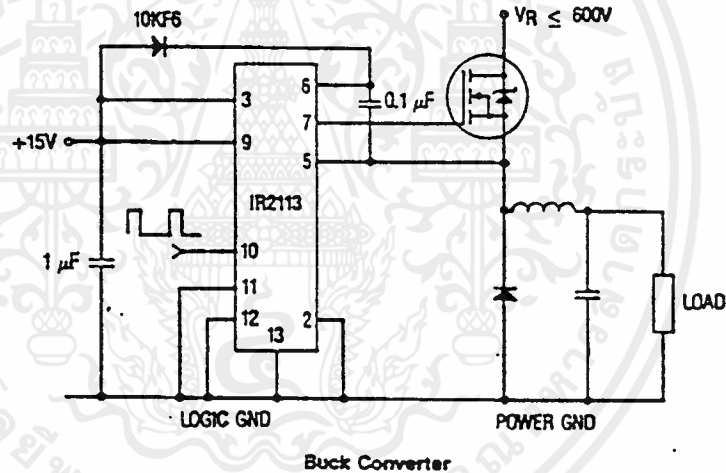 10KF6
V_R ≤ 600V
6
3
0.1 µF
7
+15V
9
5
IR2113
1 µF
10
11
LOAD
12
2
13
LOGIC GND
POWER GND
Buck Converter